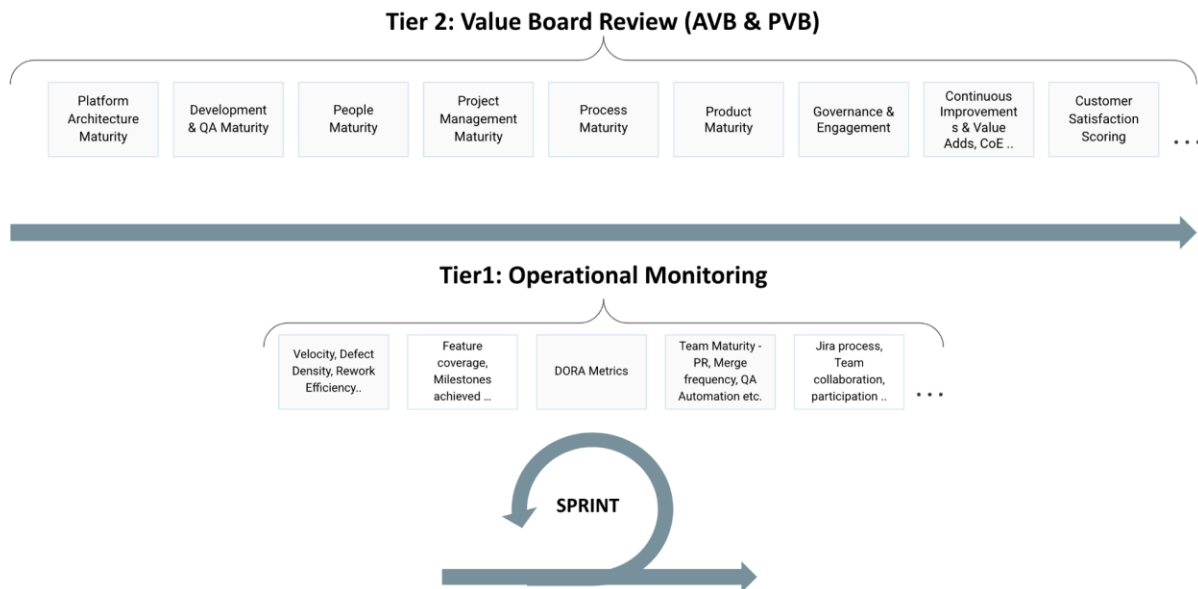 Tier 2: Value Board Review (AVB & PVB)
Platform
Architecture
Maturity
Development
& QA Maturity
People
Maturity
Project
Management
Maturity
Process
Maturity
Product
Maturity
Governance &
Engagement
Continuous
Improvement
s & Value
Adds, CoE ..
Customer
Satisfaction
Scoring
...
Tier1: Operational Monitoring
Velocity, Defect
Density, Rework
Efficiency..
Feature
coverage,
Milestones
achieved ...
DORA Metrics
Team Maturity -
PR, Merge
frequency, QA
Automation etc.
Jira process,
Team
collaboration,
participation ..
...
SPRINT